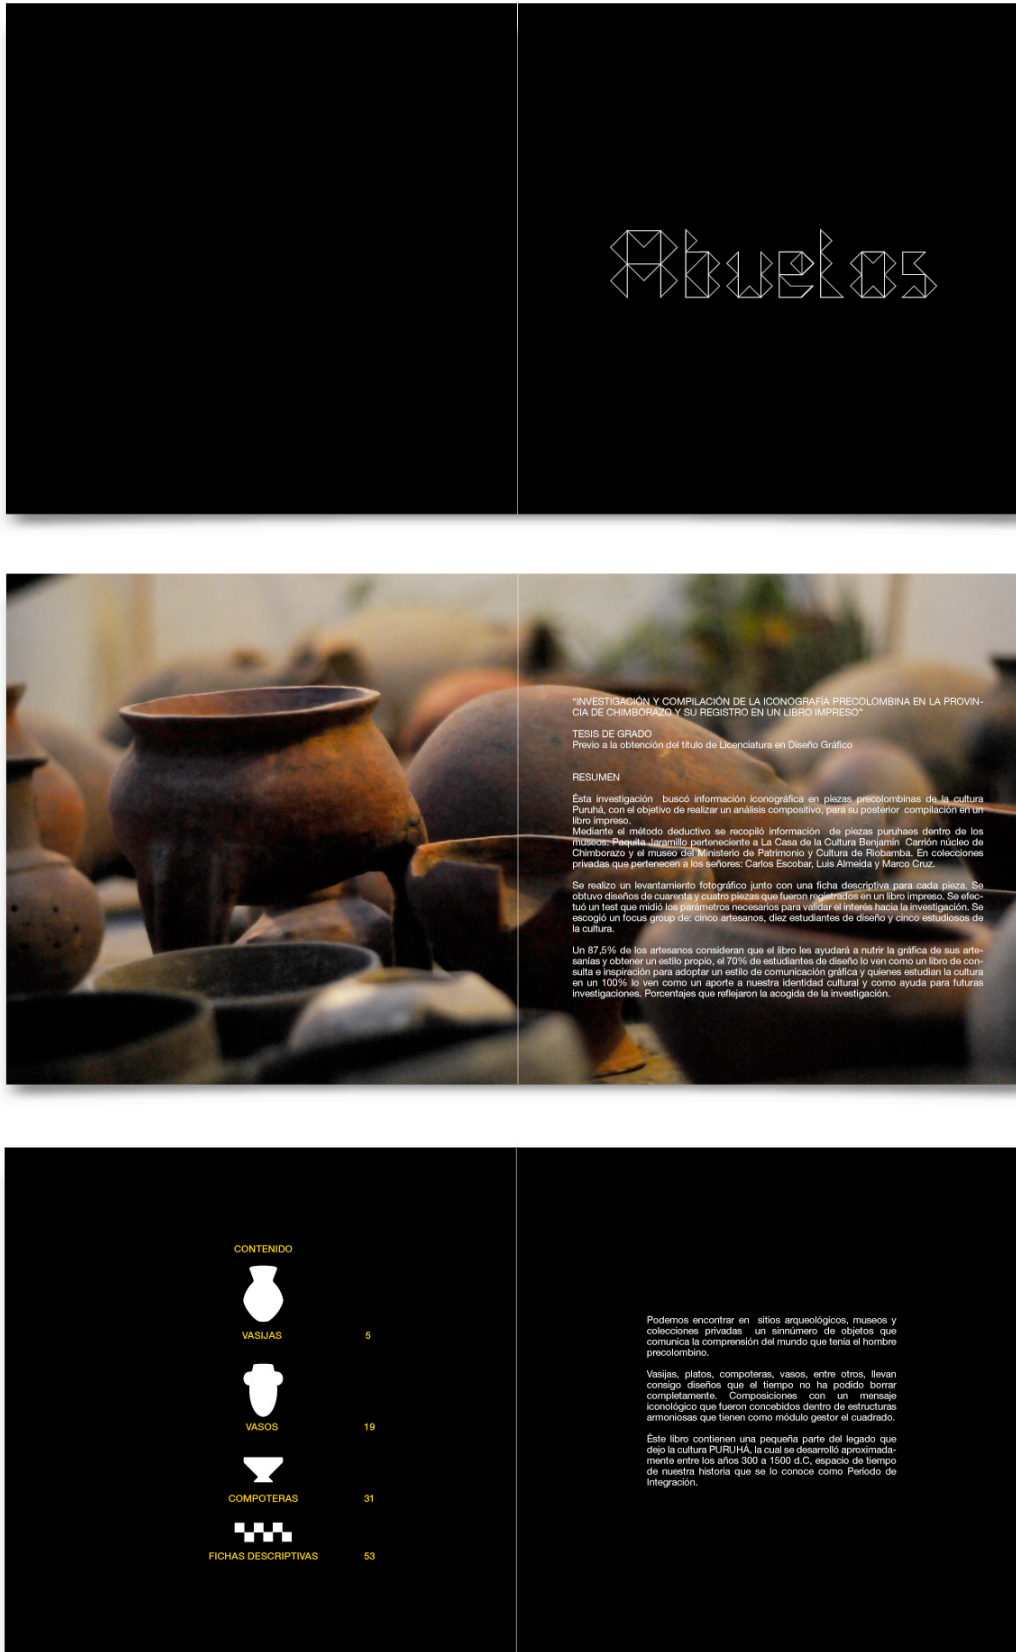 Abuelos
"INVESTIGACIÓN Y COMPILACIÓN DE LA ICONOGRAFÍA PRECOLOMBINA EN LA PROVIN-
CIA DE CHIMBORAZO Y SU REGISTRO EN UN LIBRO IMPRESO"
TESIS DE GRADO
Previo a la obtención del título de Licenciatura en Diseño Gráfico
RESUMEN
Ésta investigación buscó información iconográfica en piezas precolombinas de la cultura
Puruhá, con el objetivo de realizar un análisis compositivo, para su posterior compilación en un
libro impreso.
Mediante el método deductivo se recopiló información de piezas puruhaes dentro de los
museos: Paquita Jaramillo perteneciente a La Casa de la Cultura Benjamín Carrión núcleo de
Chimborazo y el museo del Ministerio de Patrimonio y Cultura de Riobamba. En colecciones
privadas que pertenecen a los señores: Carlos Escobar, Luis Almeida y Marco Cruz.
Se realizo un levantamiento fotográfico junto con una ficha descriptiva para cada pieza. Se
obtuvo diseños de cuarenta y cuatro piezas que fueron registrados en un libro impreso. Se efec-
tuó un test que midió los parámetros necesarios para validar el interés hacia la investigación. Se
escogió un focus group de: cinco artesanos, diez estudiantes de diseño y cinco estudiosos de
la cultura.
Un 87,5% de los artesanos consideran que el libro les ayudará a nutrir la gráfica de sus arte-
sanías y obtener un estilo propio, el 70% de estudiantes de diseño lo ven como un libro de con-
sulta e inspiración para adoptar un estilo de comunicación gráfica y quienes estudian la cultura
en un 100% lo ven como un aporte a nuestra identidad cultural y como ayuda para futuras
investigaciones. Porcentajes que reflejaron la acogida de la investigación.
CONTENIDO
VASIJAS 5
VASOS 19
COMPOTERAS 31
FICHAS DESCRIPTIVAS 53
Podemos encontrar en sitios arqueológicos, museos y
colecciones privadas un sinnúmero de objetos que
comunica la comprensión del mundo que tenía el hombre
precolombino.
Vasijas, platos, compoteras, vasos, entre otros, llevan
consigo diseños que el tiempo no ha podido borrar
completamente. Composiciones con un mensaje
iconológico que fueron concebidos dentro de estructuras
armoniosas que tienen como módulo gestor el cuadrado.
Éste libro contienen una pequeña parte del legado que
dejo la cultura PURUHÁ, la cual se desarrolló aproximada-
mente entre los años 300 a 1500 d.C, espacio de tiempo
de nuestra historia que se lo conoce como Período de
Integración.